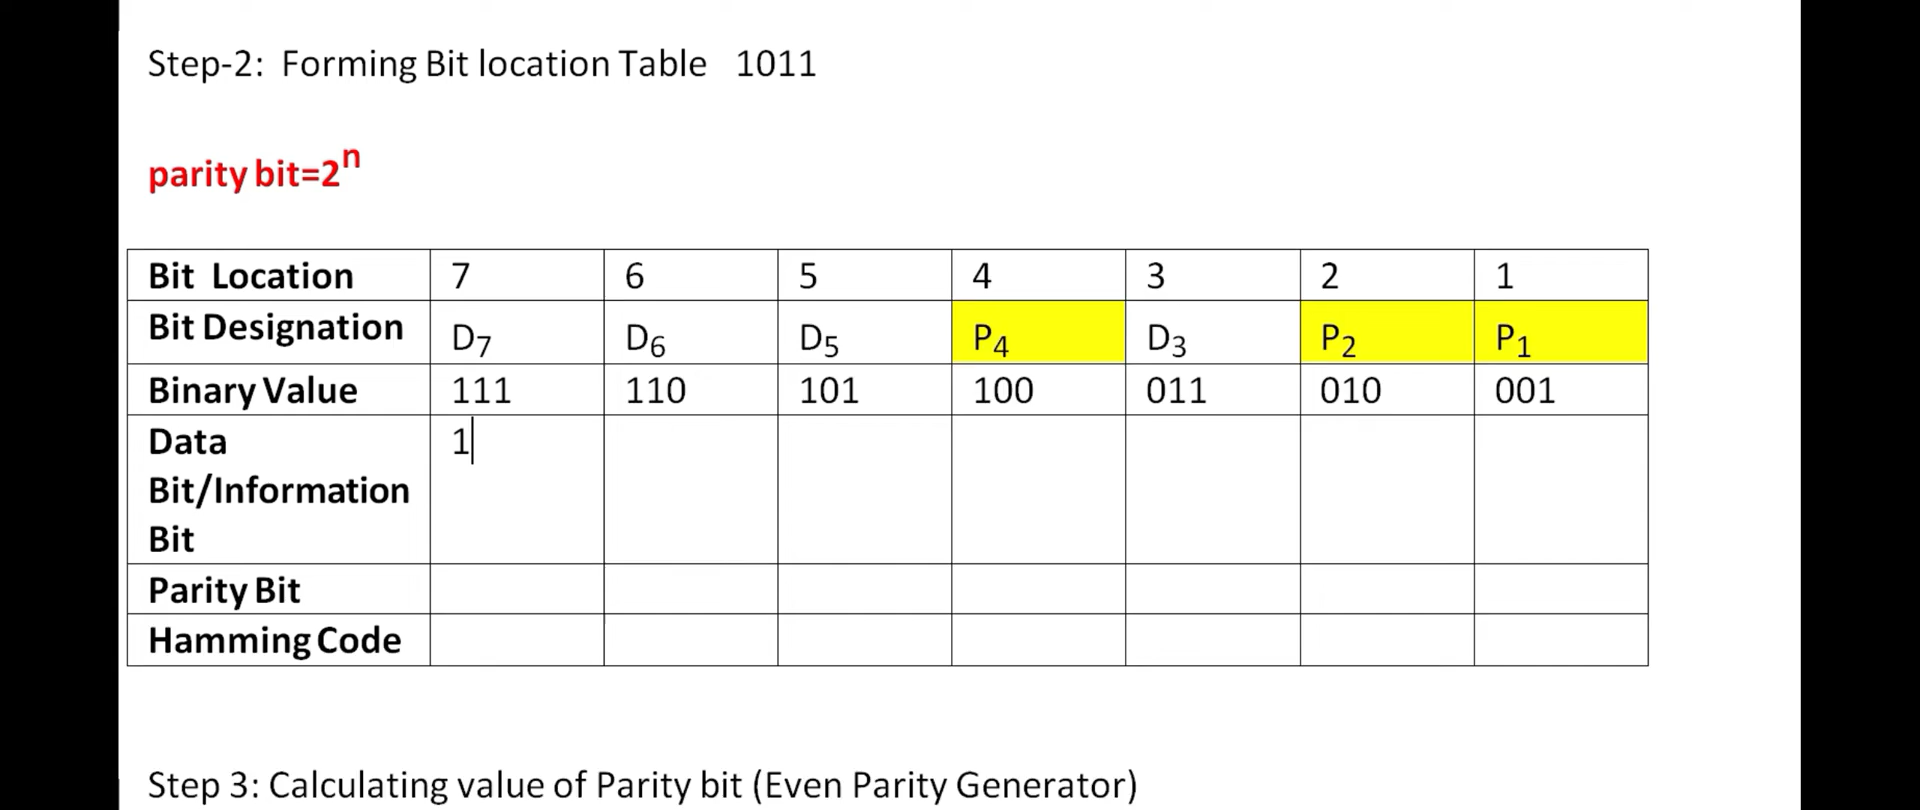 Step-2: Forming Bit location Table 1011
parity bit=2ⁿ
Bit Location 7 6 5 4 3 2 1
Bit Designation D₇ D₆ D₅ P₄ D₃ P₂ P₁
Binary Value 111 110 101 100 011 010 001
Data 1
Bit/Information
Bit
Parity Bit
Hamming Code
Step 3: Calculating value of Parity bit (Even Parity Generator)